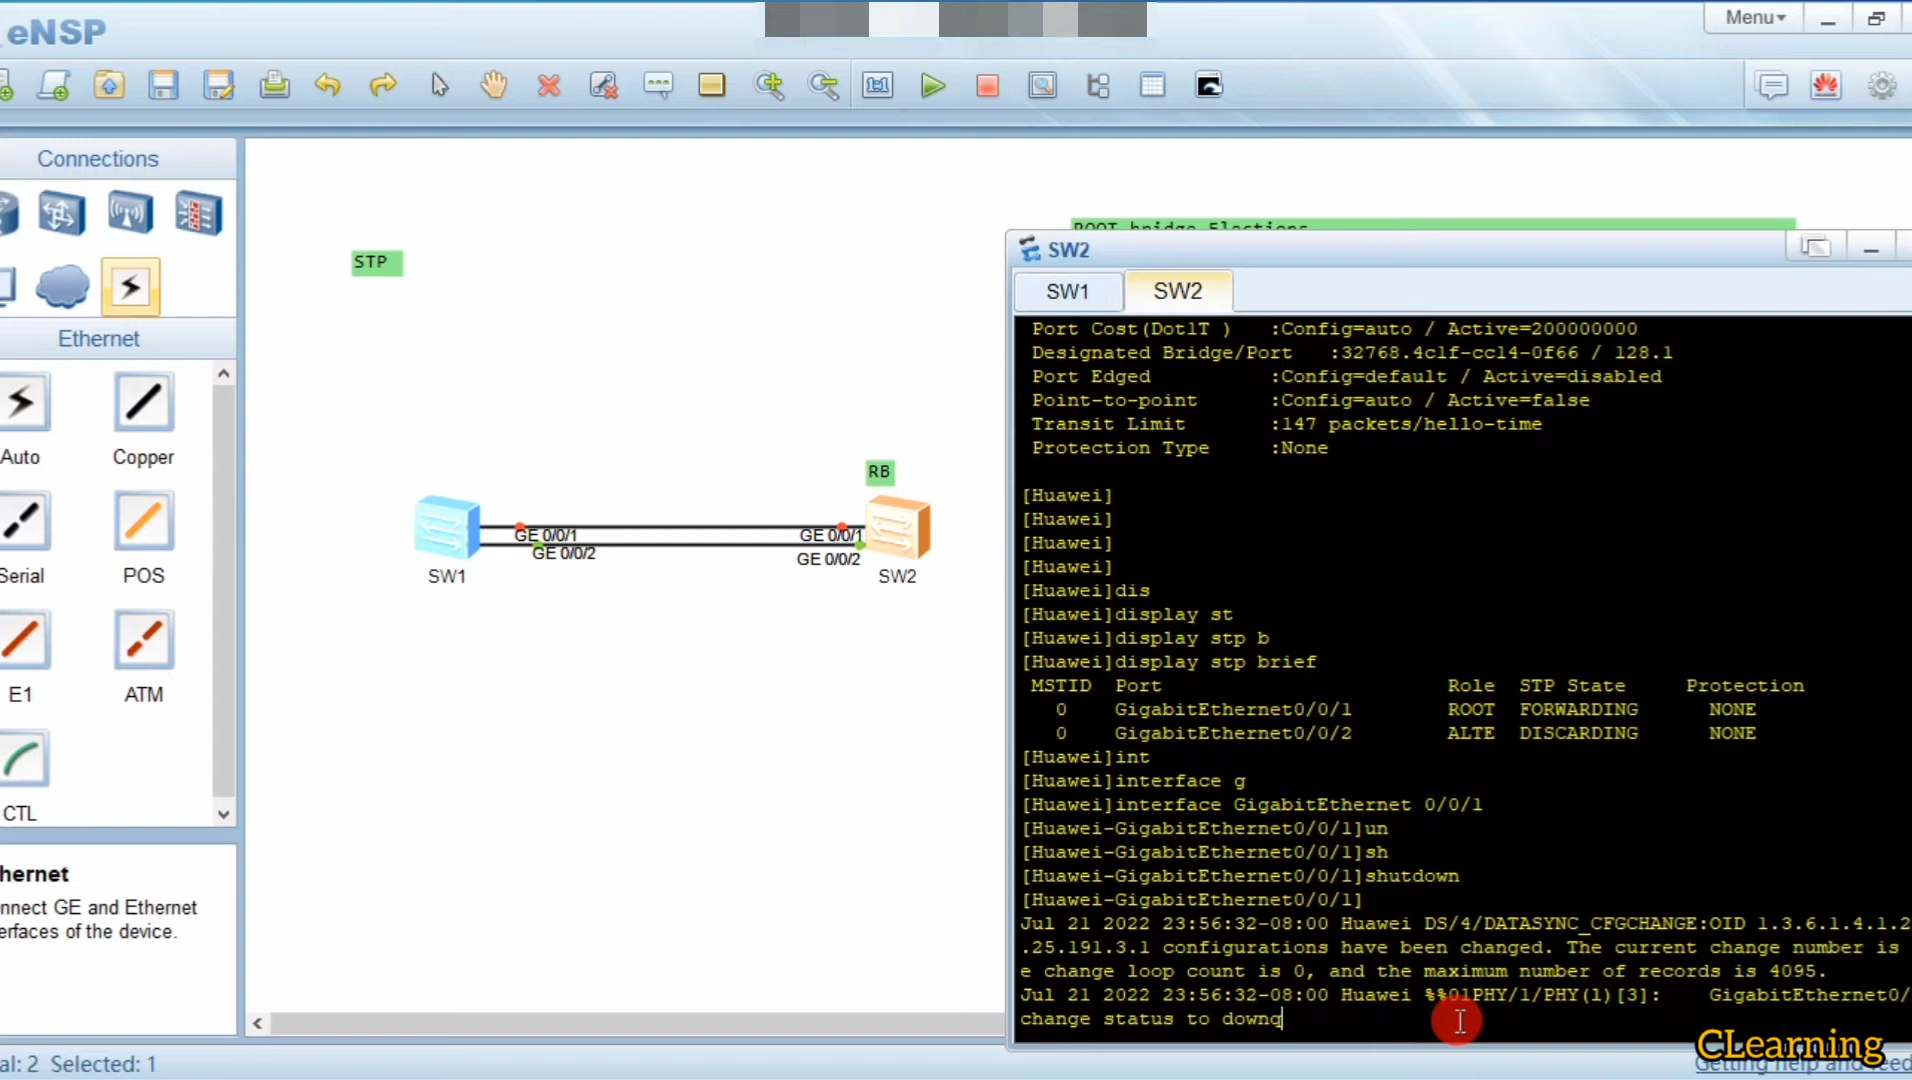 eNSP
Menu
Connections
Ethernet
Auto
Copper
Serial
POS
E1
ATM
CTL
hernet
nnect GE and Ethernet
erfaces of the device.
al: 2 Selected: 1
STP
RB
GE 0/0/1
GE 0/0/2
GE 0/0/1
GE 0/0/2
SW1
SW2
ROOT bridge Elections
SW2
SW1
SW2
Port Cost(Dot1T ) :Config=auto / Active=200000000
Designated Bridge/Port :32768.4c1f-cc14-0f66 / 128.1
Port Edged :Config=default / Active=disabled
Point-to-point :Config=auto / Active=false
Transit Limit :147 packets/hello-time
Protection Type :None
[Huawei]
[Huawei]
[Huawei]
[Huawei]
[Huawei]dis
[Huawei]display st
[Huawei]display stp b
[Huawei]display stp brief
MSTID Port Role STP State Protection
0 GigabitEthernet0/0/1 ROOT FORWARDING NONE
0 GigabitEthernet0/0/2 ALTE DISCARDING NONE
[Huawei]int
[Huawei]interface g
[Huawei]interface GigabitEthernet 0/0/1
[Huawei-GigabitEthernet0/0/1]un
[Huawei-GigabitEthernet0/0/1]sh
[Huawei-GigabitEthernet0/0/1]shutdown
[Huawei-GigabitEthernet0/0/1]
Jul 21 2022 23:56:32-08:00 Huawei DS/4/DATASYNC_CFGCHANGE:OID 1.3.6.1.4.1.2
.25.191.3.1 configurations have been changed. The current change number is
e change loop count is 0, and the maximum number of records is 4095.
Jul 21 2022 23:56:32-08:00 Huawei %%01PHY/1/PHY(l)[3]: GigabitEthernet0/
change status to downq
CLearning
Getting help and feed